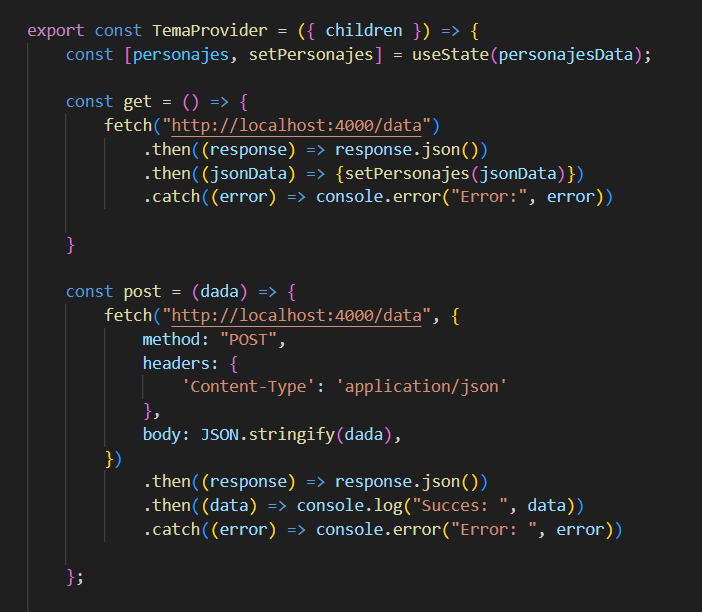 export const TemaProvider = ({ children }) => {
    const [personajes, setPersonajes] = useState(personajesData);

    const get = () => {
        fetch("http://localhost:4000/data")
            .then((response) => response.json())
            .then((jsonData) => {setPersonajes(jsonData)})
            .catch((error) => console.error("Error:", error))

    }

    const post = (dada) => {
        fetch("http://localhost:4000/data", {
            method: "POST",
            headers: {
                'Content-Type': 'application/json'
            },
            body: JSON.stringify(dada),
        })
            .then((response) => response.json())
            .then((data) => console.log("Succes: ", data))
            .catch((error) => console.error("Error: ", error))

    };